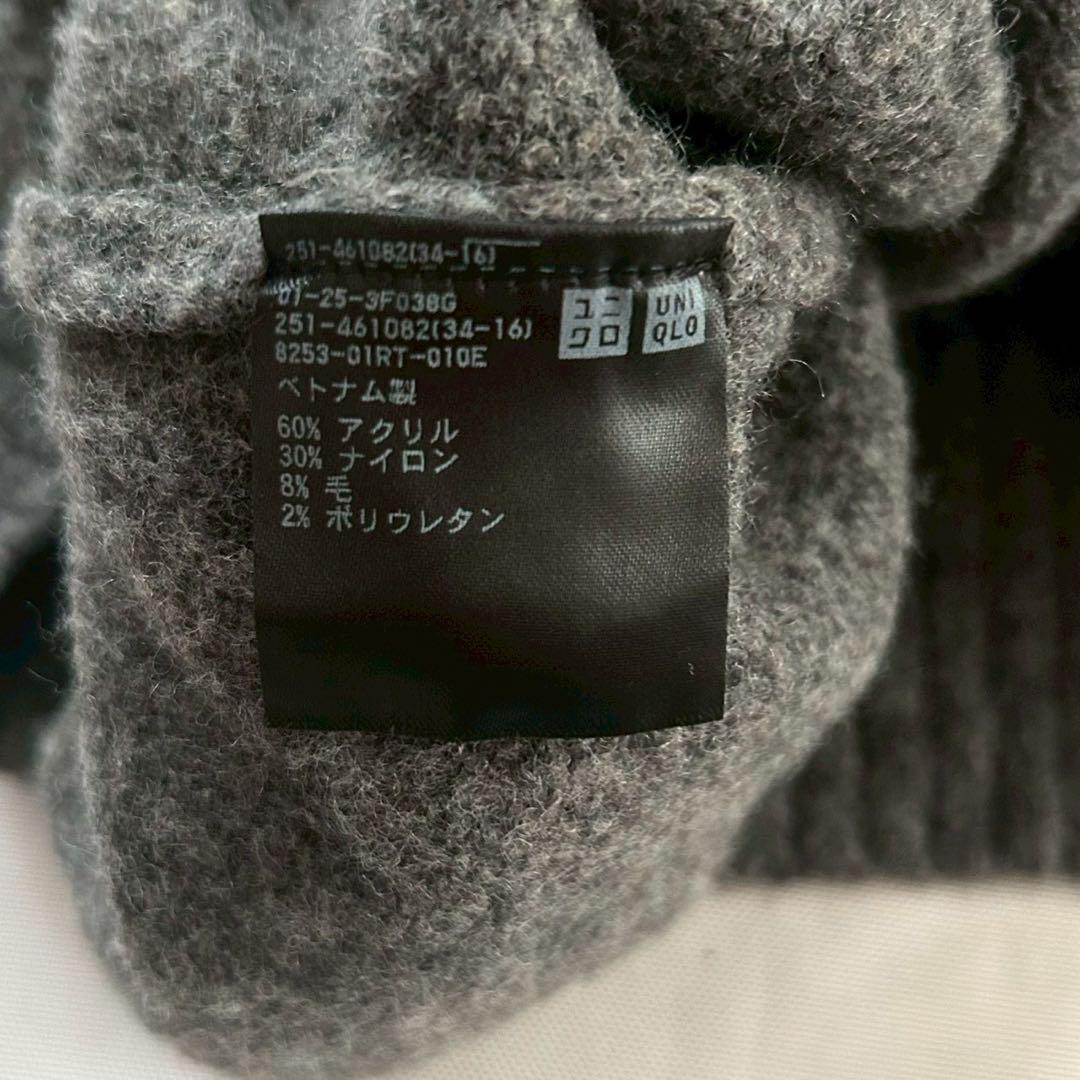 251-461082(34-16)
01-25-3F038G
251-461082(34-16)
8253-01RT-010E
ベトナム製
60% アクリル
30% ナイロン
8% 毛
2% ポリウレタン
ユニ
クロ
UNI
QLO